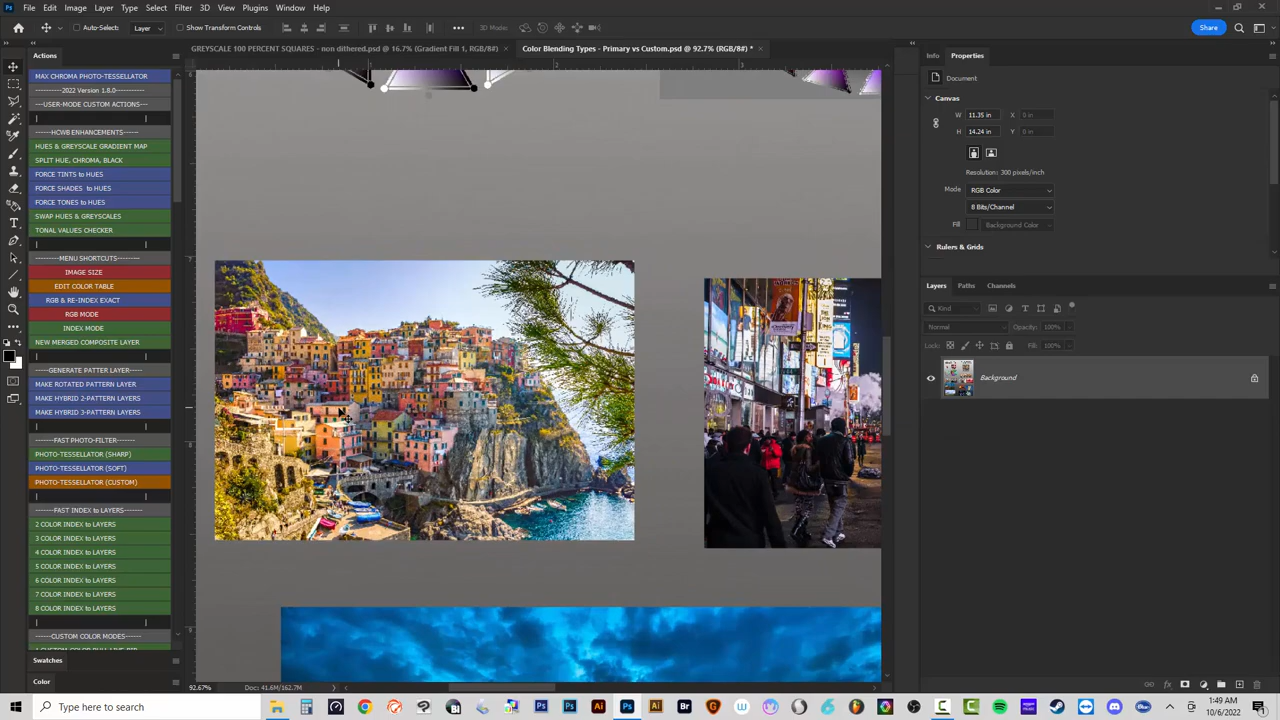 Ps File Edit Image Layer Type Select Filter 3D View Plugins Window Help
Auto-Select: Layer Show Transform Controls 3D Mode: Share
GREYSCALE 100 PERCENT SQUARES - non dithered.psd @ 16.7% (Gradient Fill 1, RGB/8#) × Color Blending Types - Primary vs Custom.psd @ 92.7% (RGB/8#) * ×
Actions
MAX CHROMA PHOTO-TESSELLATOR
-----2022 Version 1.8.0----
---USER-MODE CUSTOM ACTIONS---
| |
------HCWB ENHANCEMENTS------
HUES & GREYSCALE GRADIENT MAP
SPLIT HUE, CHROMA, BLACK
FORCE TINTS to HUES
FORCE SHADES to HUES
FORCE TONES to HUES
SWAP HUES & GREYSCALES
TONAL VALUES CHECKER
| |
------MENU SHORTCUTS------
IMAGE SIZE
EDIT COLOR TABLE
RGB & RE-INDEX EXACT
RGB MODE
INDEX MODE
NEW MERGED COMPOSITE LAYER
| |
------GENERATE PATTER LAYER-----
MAKE ROTATED PATTERN LAYER
MAKE HYBRID 2-PATTERN LAYERS
MAKE HYBRID 3-PATTERN LAYERS
| |
------FAST PHOTO-FILTER------
PHOTO-TESSELLATOR (SHARP)
PHOTO-TESSELLATOR (SOFT)
PHOTO-TESSELLATOR (CUSTOM)
| |
------FAST INDEX to LAYERS------
2 COLOR INDEX to LAYERS
3 COLOR INDEX to LAYERS
4 COLOR INDEX to LAYERS
5 COLOR INDEX to LAYERS
6 COLOR INDEX to LAYERS
7 COLOR INDEX to LAYERS
8 COLOR INDEX to LAYERS
| |
------CUSTOM COLOR MODES------
Swatches
Color
1 2 3
Info Properties
Document
Canvas
W 11.35 in X 0 in
H 14.24 in Y 0 in
Resolution: 300 pixels/inch
Mode RGB Color
8 Bits/Channel
Fill Background Color
Rulers & Grids
Layers Paths Channels
Kind
Normal Opacity: 100%
Lock: Fill: 100%
Background
92.67% Doc: 41.6M/162.7M
Type here to search
1:49 AM
10/6/2022